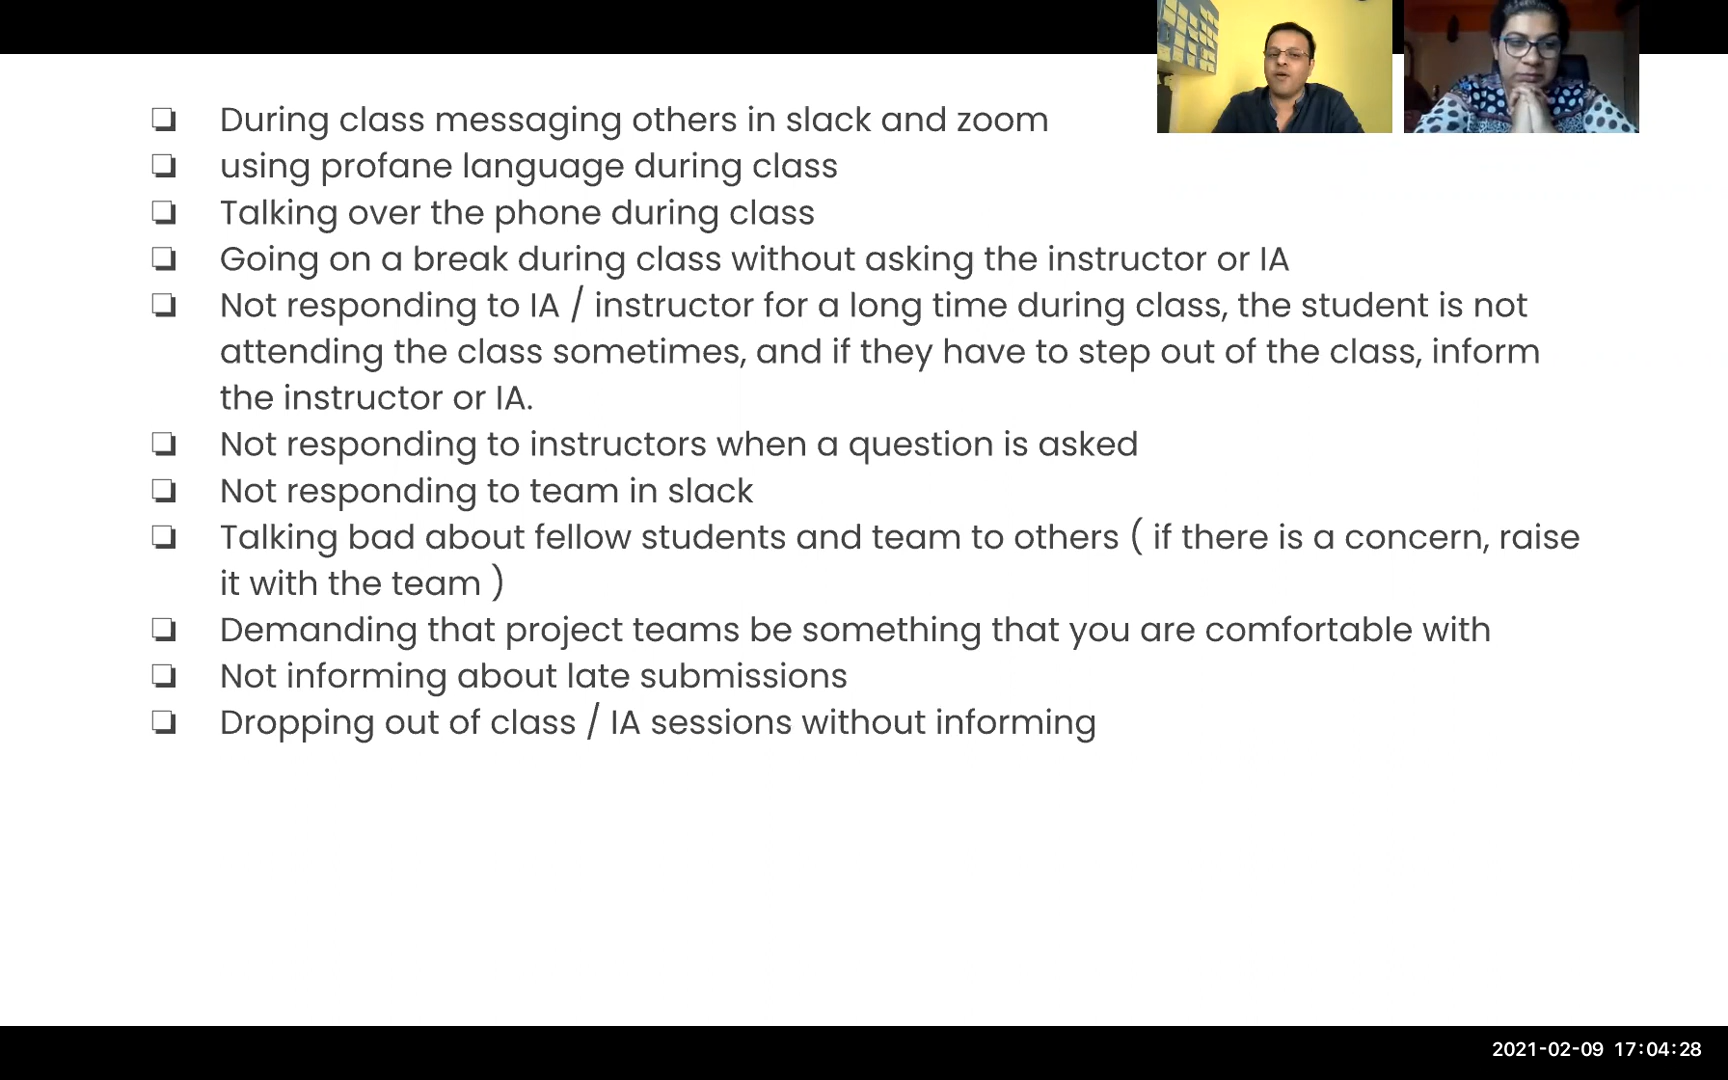 During class messaging others in slack and zoom
using profane language during class
Talking over the phone during class
Going on a break during class without asking the instructor or IA
Not responding to IA / instructor for a long time during class, the student is not
attending the class sometimes, and if they have to step out of the class, inform
the instructor or IA.
Not responding to instructors when a question is asked
Not responding to team in slack
Talking bad about fellow students and team to others ( if there is a concern, raise
it with the team )
Demanding that project teams be something that you are comfortable with
Not informing about late submissions
Dropping out of class / IA sessions without informing
2021-02-09 17:04:28